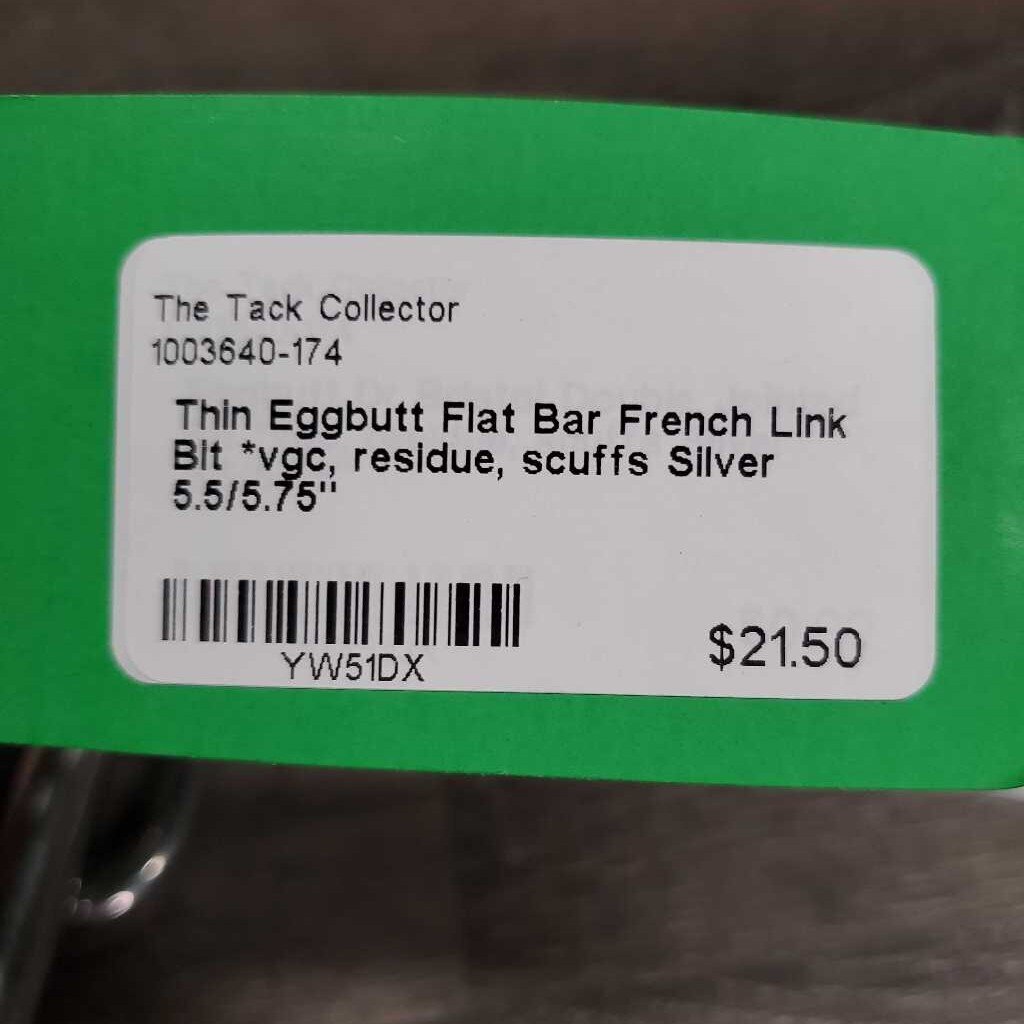 The Tack Collector
1003640-174
Thin Eggbutt Flat Bar French Link
Bit *vgc, residue, scuffs Silver
5.5/5.75"
YW51DX
$21.50